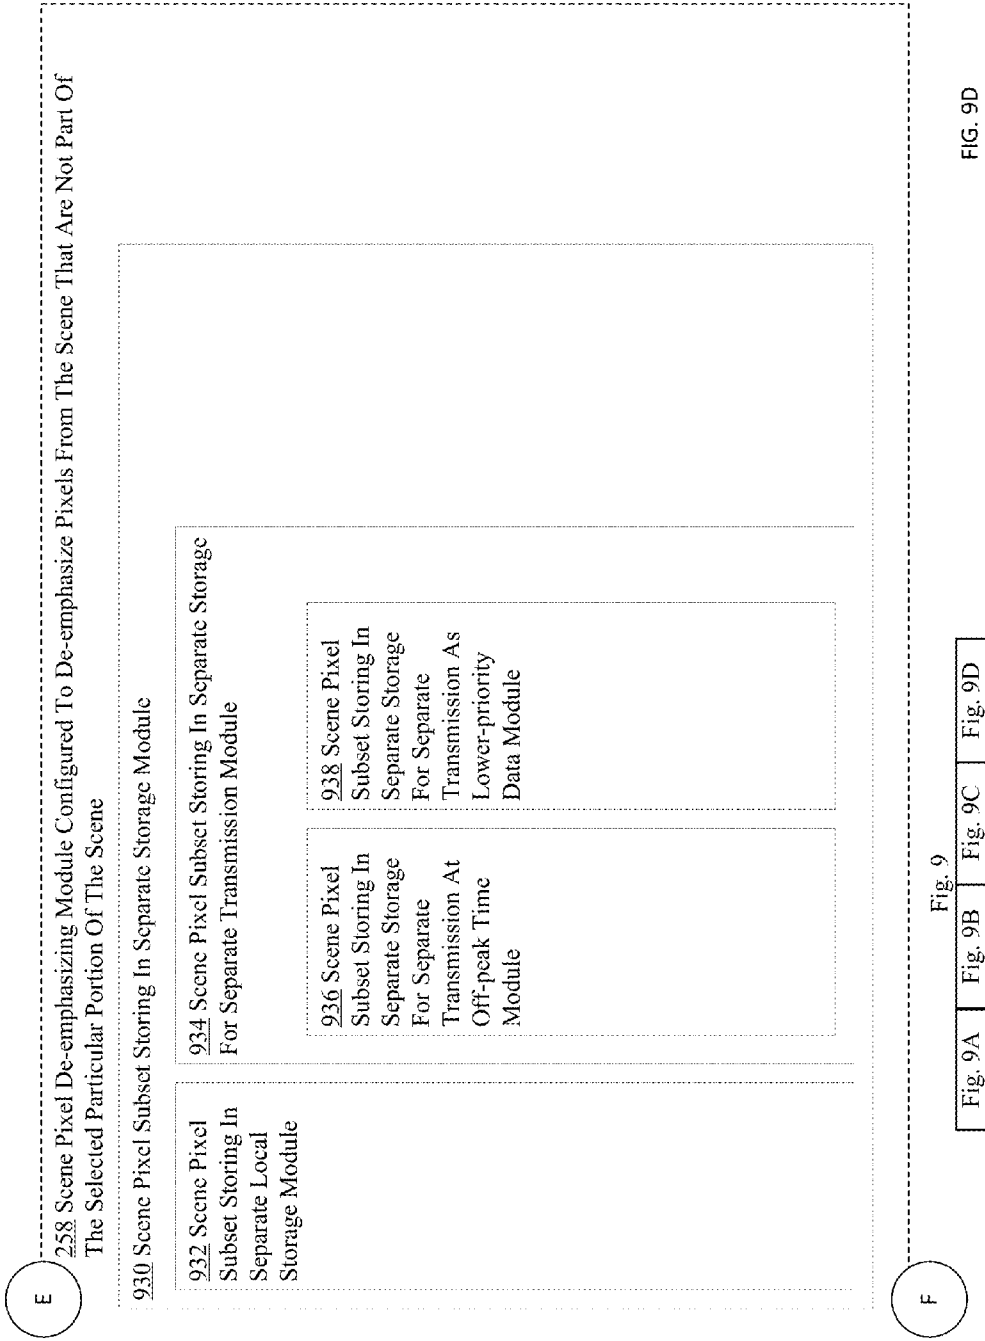 E
258 Scene Pixel De-emphasizing Module Configured To De-emphasize Pixels From The Scene That Are Not Part Of
The Selected Particular Portion Of The Scene
930 Scene Pixel Subset Storing In Separate Storage Module
932 Scene Pixel
Subset Storing In
Separate Local
Storage Module
934 Scene Pixel Subset Storing In Separate Storage
For Separate Transmission Module
936 Scene Pixel
Subset Storing In
Separate Storage
For Separate
Transmission At
Off-peak Time
Module
938 Scene Pixel
Subset Storing In
Separate Storage
For Separate
Transmission As
Lower-priority
Data Module
F
Fig. 9
Fig. 9A Fig. 9B Fig. 9C Fig. 9D
FIG. 9D